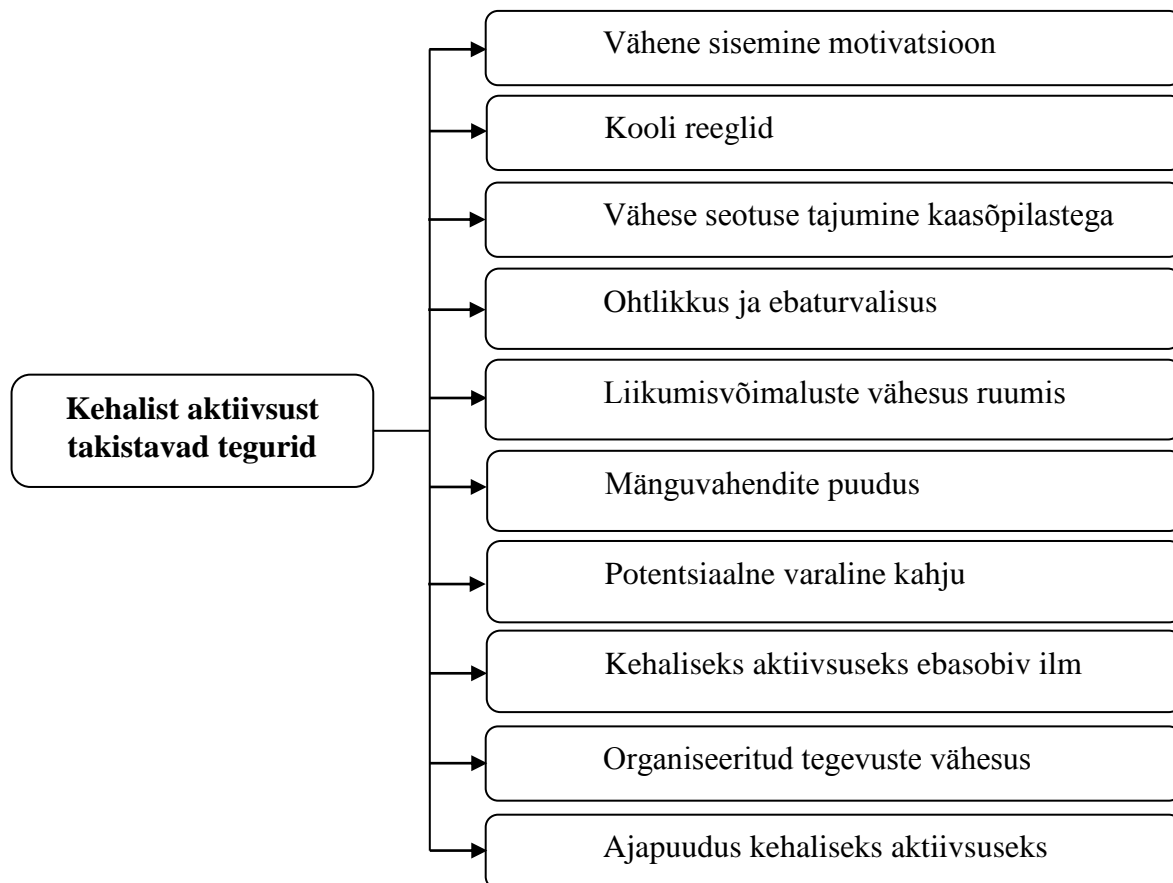 Vähene sisemine motivatsioon
Kooli reeglid
Vähese seotuse tajumine kaasõpilastega
Ohtlikkus ja ebaturvalisus
Liikumisvõimaluste vähesus ruumis
Kehalist aktiivsust
takistavad tegurid
Mänguvahendite puudus
Potentsiaalne varaline kahju
Kehaliseks aktiivsuseks ebasobiv ilm
Organiseeritud tegevuste vähesus
Ajapuudus kehaliseks aktiivsuseks